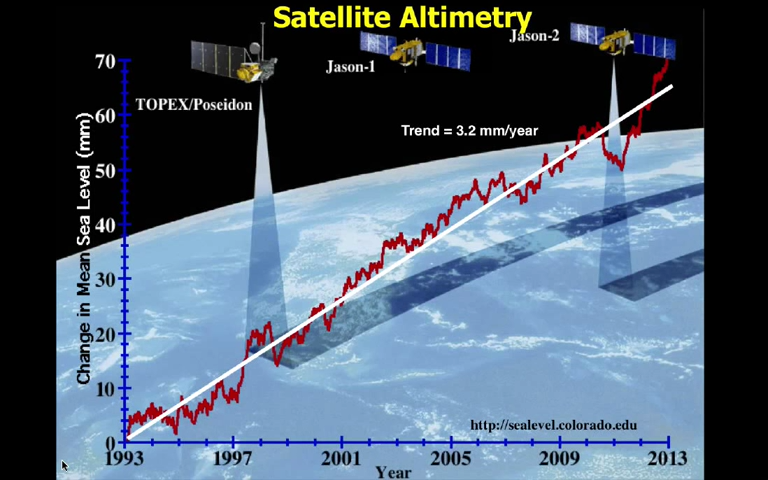 Satellite Altimetry
Jason-2
Jason-1
TOPEX/Poseidon
Trend = 3.2 mm/year
Change in Mean Sea Level (mm)
70
60
50
40
30
20
10
0
http://sealevel.colorado.edu
1993 1997 2001 2005 2009 2013
Year